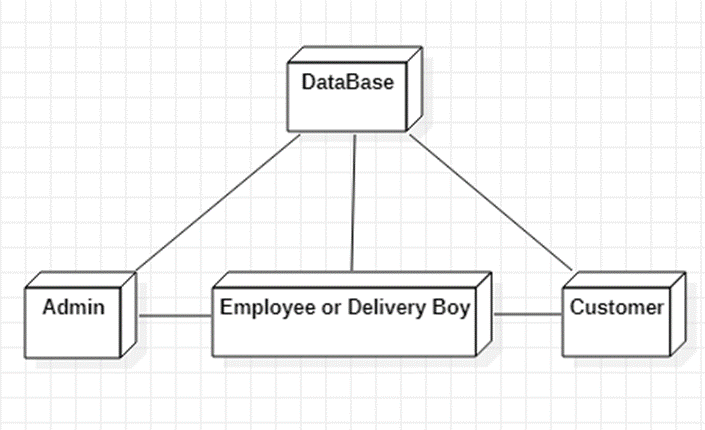 DataBase
Admin
Employee or Delivery Boy
Customer